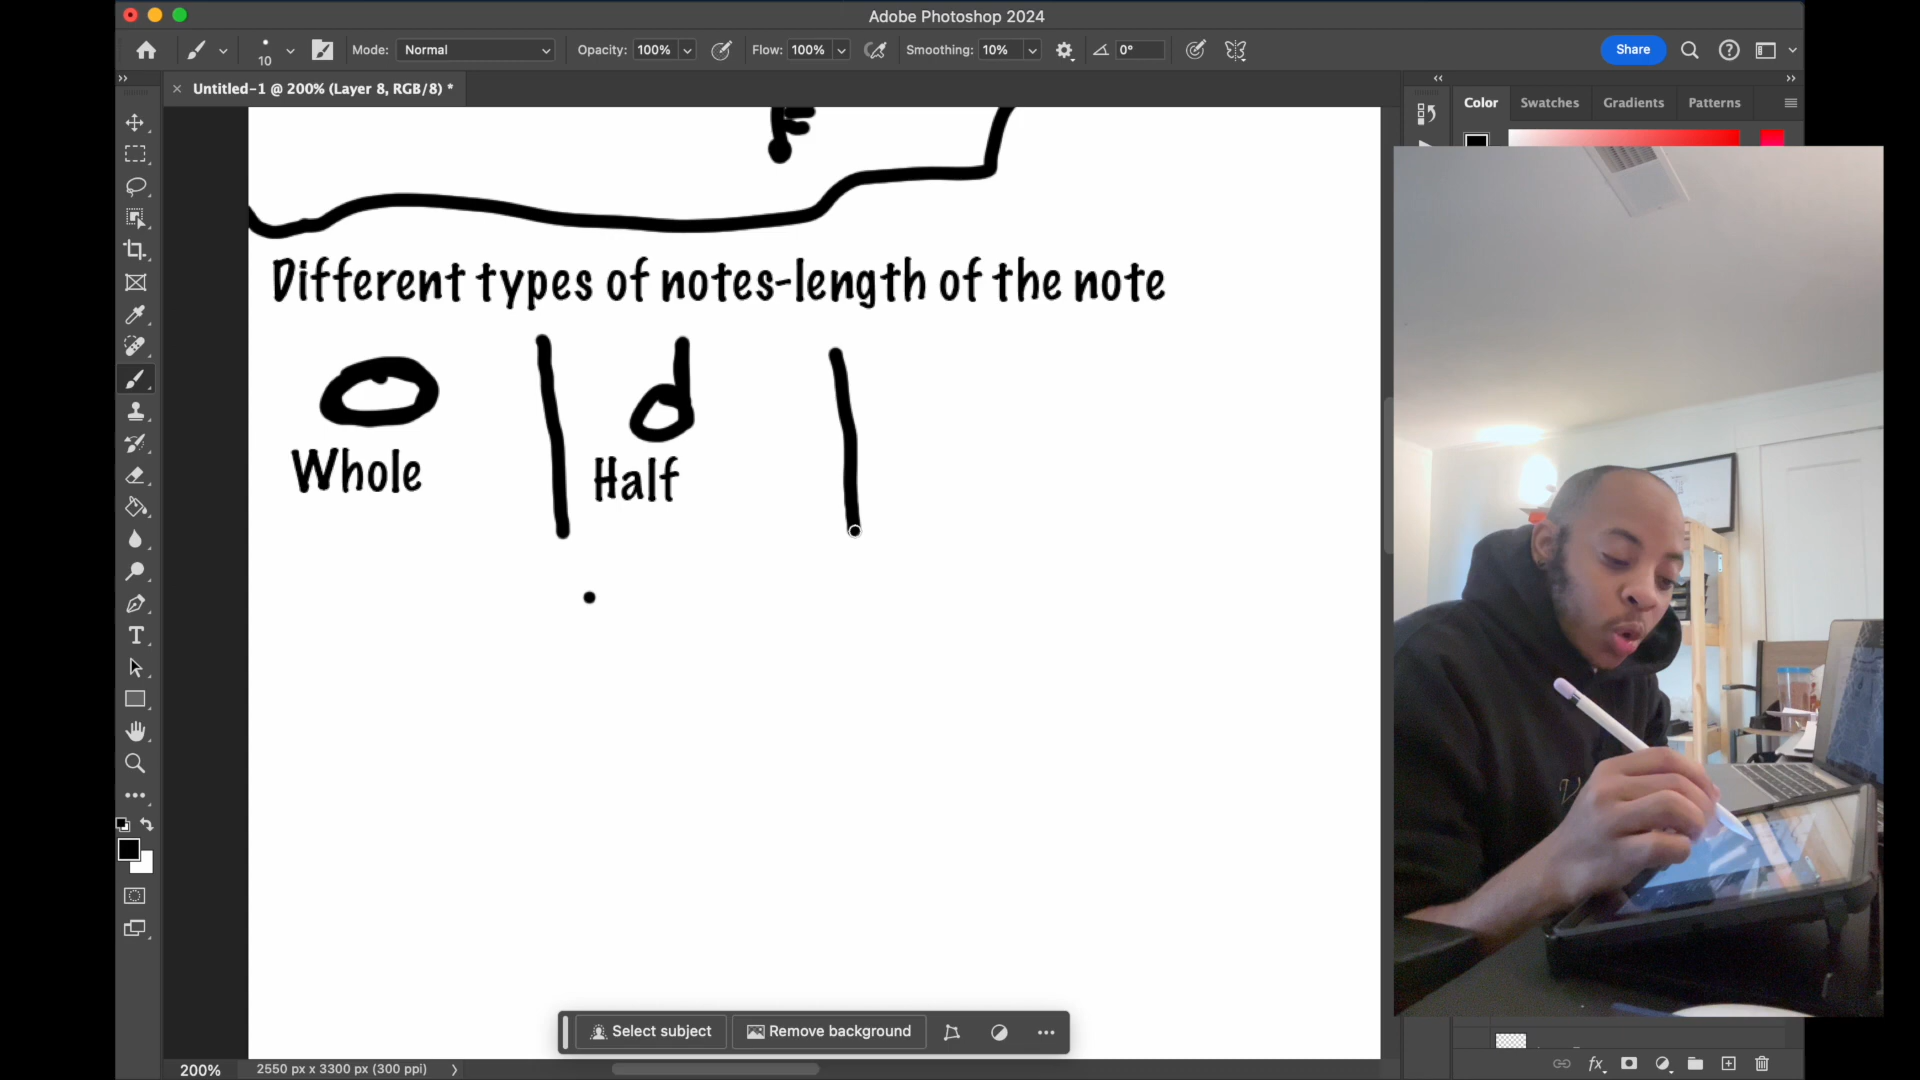 Adobe Photoshop 2024
10
Mode: Normal
Opacity: 100%
Flow: 100%
Smoothing: 10%
0°
Share
Untitled-1 @ 200% (Layer 8, RGB/8) *
Color
Swatches
Gradients
Patterns
Different types of notes-length of the note
Whole
Half
Select subject
Remove background
200%
2550 px x 3300 px (300 ppi)
fx